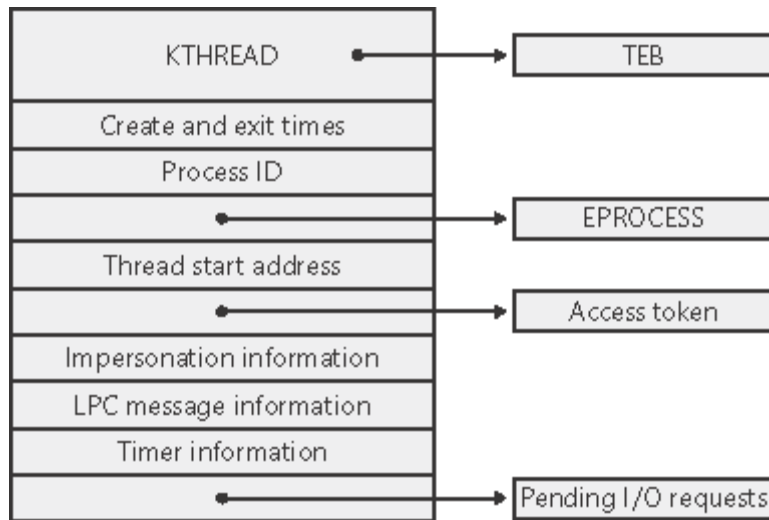 KTHREAD
TEB
Create and exit times
Process ID
EPROCESS
Thread start address
Access token
Impersonation information
LPC message information
Timer information
Pending I/O requests